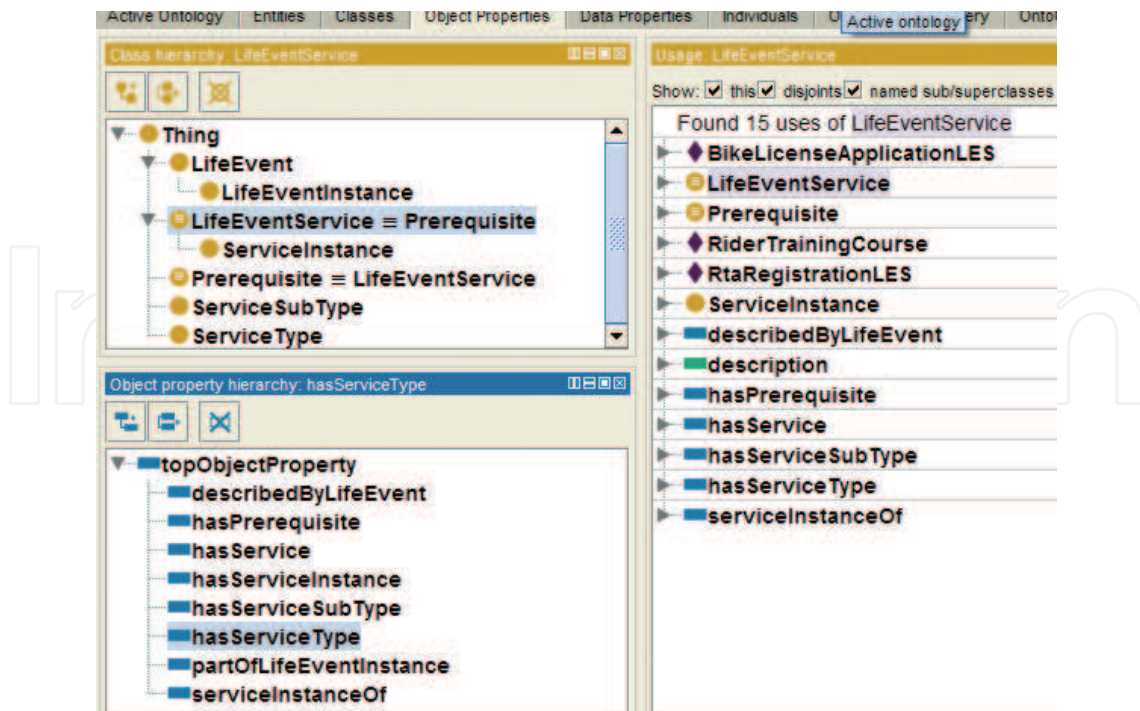 Active Ontology Entities Classes Object Properties Data Properties Individuals
Active ontology
Class hierarchy: LifeEventService
Thing
LifeEvent
LifeEventInstance
LifeEventService ≡ Prerequisite
ServiceInstance
Prerequisite ≡ LifeEventService
ServiceSubType
ServiceType
Object property hierarchy: hasServiceType
topObjectProperty
describedByLifeEvent
hasPrerequisite
hasService
hasServiceInstance
hasServiceSubType
hasServiceType
partOfLifeEventInstance
serviceInstanceOf
Usage: LifeEventService
Show: this disjoints named sub/superclasses
Found 15 uses of LifeEventService
BikeLicenseApplicationLES
LifeEventService
Prerequisite
RiderTrainingCourse
RtaRegistrationLES
ServiceInstance
describedByLifeEvent
description
hasPrerequisite
hasService
hasServiceSubType
hasServiceType
serviceInstanceOf